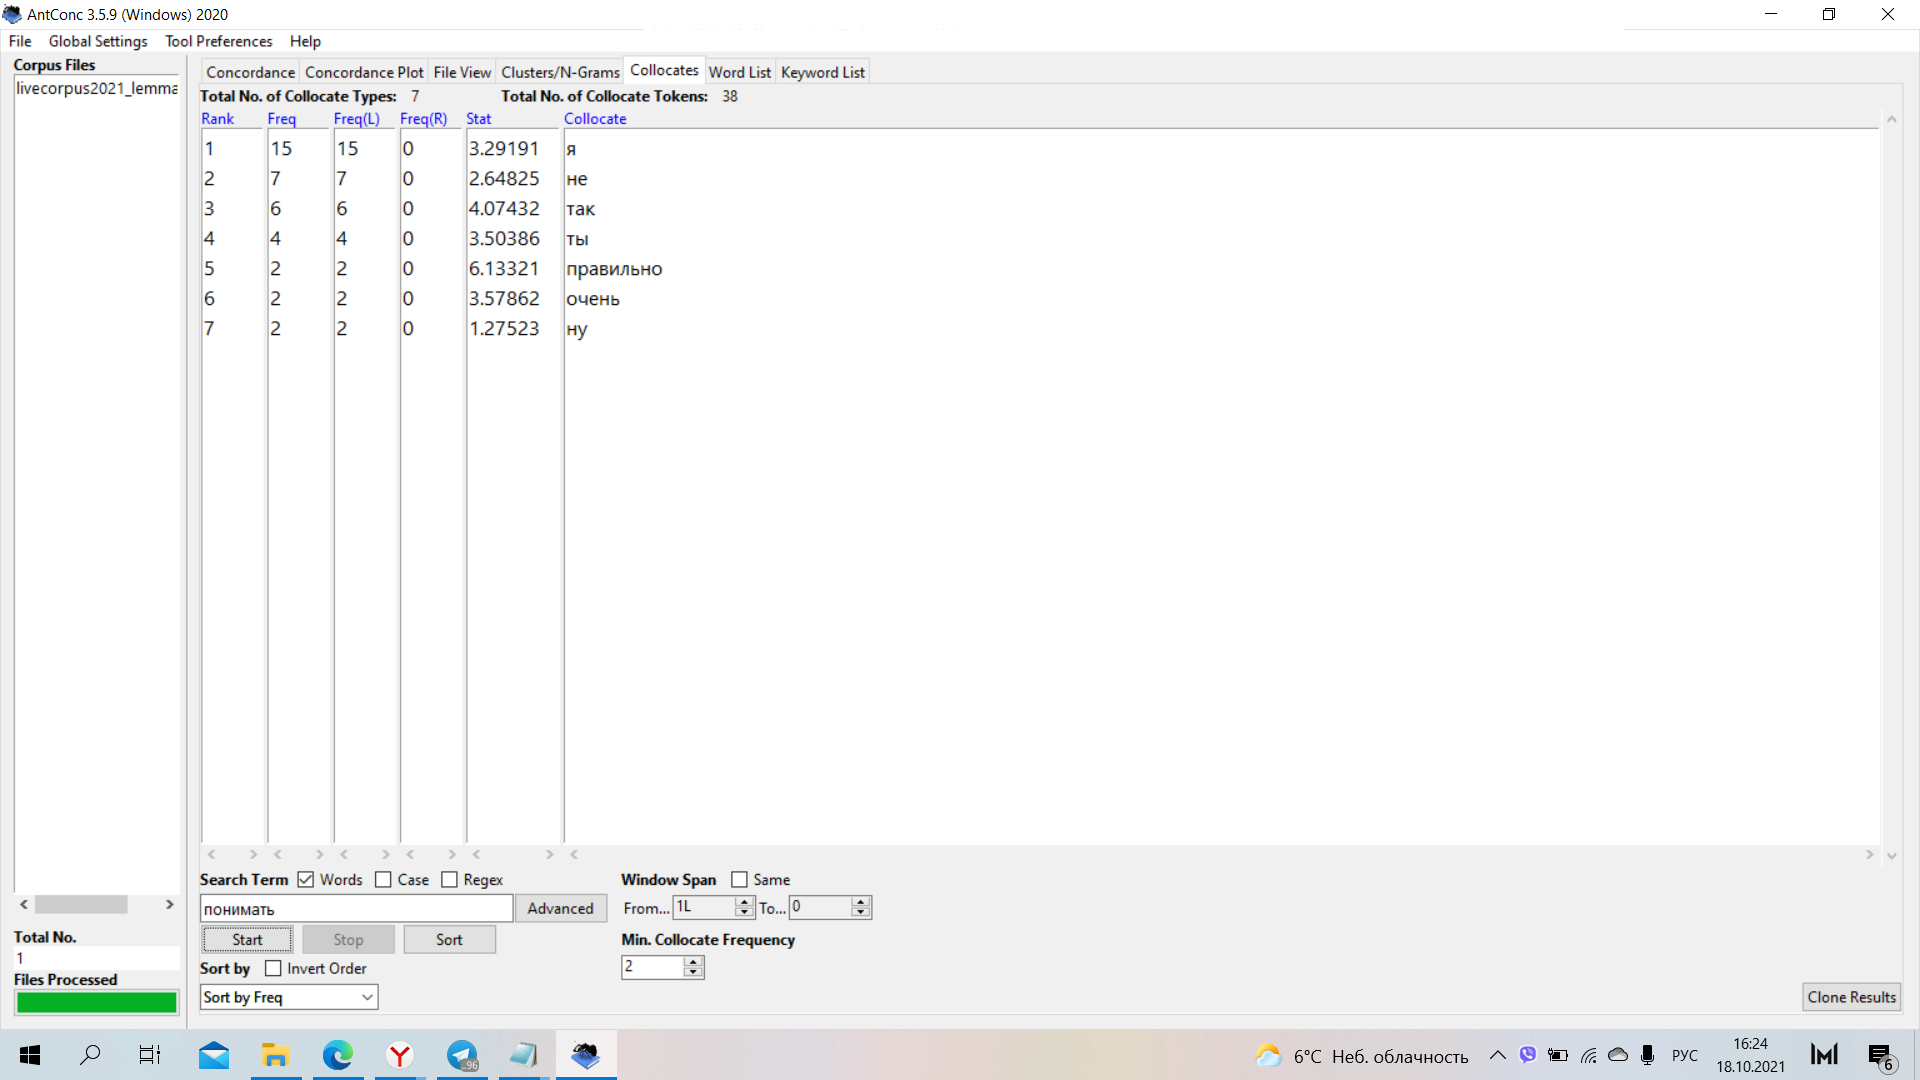 AntConc 3.5.9 (Windows) 2020
File Global Settings Tool Preferences Help
Corpus Files
livecorpus2021_lemma
Concordance Concordance Plot File View Clusters/N-Grams Collocates Word List Keyword List
Total No. of Collocate Types: 7 Total No. of Collocate Tokens: 38
Rank Freq Freq(L) Freq(R) Stat Collocate
1 15 15 0 3.29191 я
2 7 7 0 2.64825 не
3 6 6 0 4.07432 так
4 4 4 0 3.50386 ты
5 2 2 0 6.13321 правильно
6 2 2 0 3.57862 очень
7 2 2 0 1.27523 ну
Search Term Words Case Regex Window Span Same
понимать Advanced From... 1L To... 0
Start Stop Sort Min. Collocate Frequency
Total No.
1
Files Processed
Sort by Invert Order 2
Sort by Freq Clone Results
96 6°C Неб. облачность РУС 16:24
18.10.2021
6